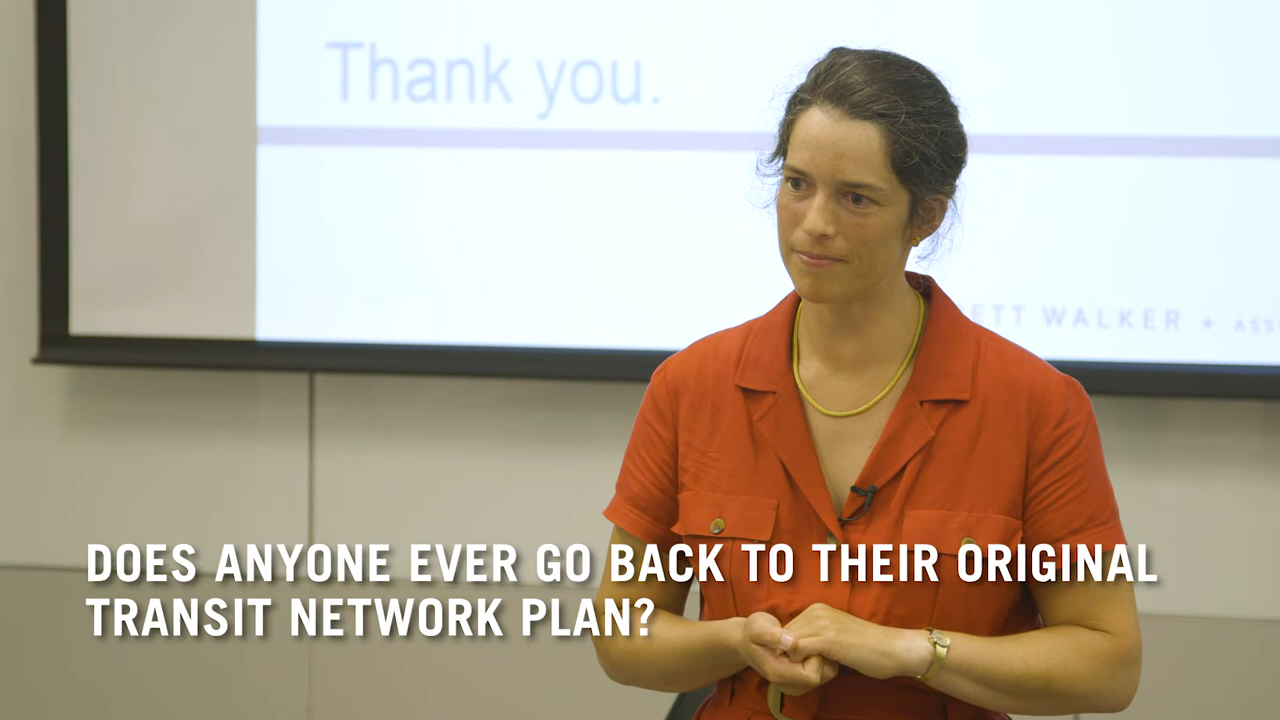 Thank you.
ETT WALKER + ASS
DOES ANYONE EVER GO BACK TO THEIR ORIGINAL
TRANSIT NETWORK PLAN?